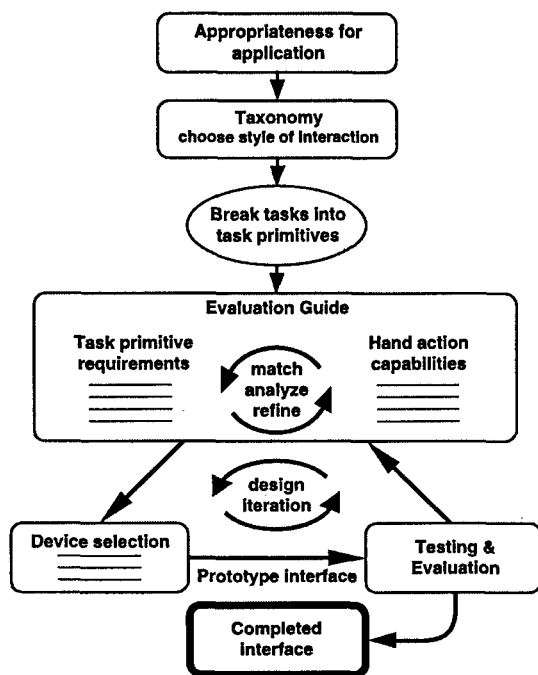 Appropriateness for
application
Taxonomy
choose style of interaction
Break tasks into
task primitives
Evaluation Guide
Task primitive
requirements
Hand action
capabilities
match
analyze
refine
design
iteration
Device selection
Prototype interface
Testing &
Evaluation
Completed
interface